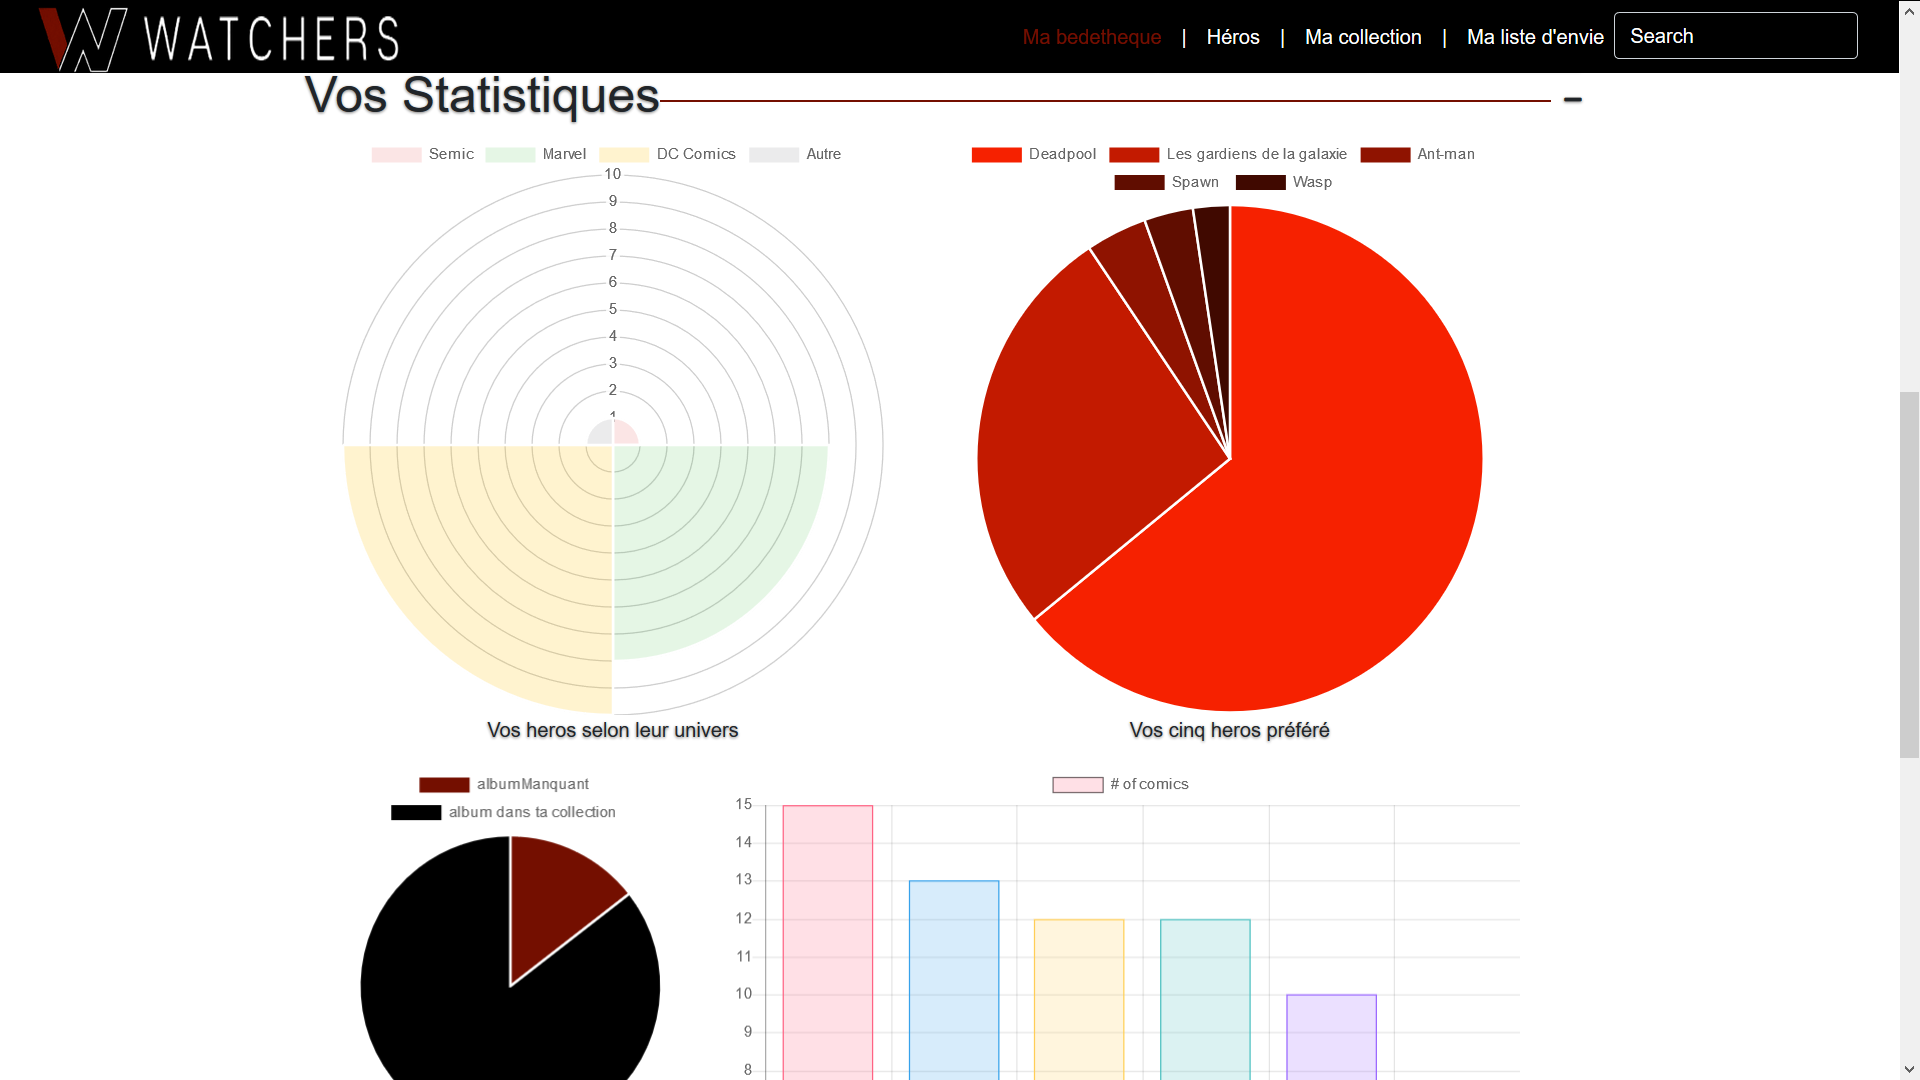 WATCHERS
Ma bedetheque | Héros | Ma collection | Ma liste d'envie Search
Vos Statistiques
Semic Marvel DC Comics Autre
10
9
8
7
6
5
4
3
2
1
Vos heros selon leur univers
Deadpool Les gardiens de la galaxie Ant-man
Spawn Wasp
Vos cinq heros préféré
albumManquant
album dans ta collection
# of comics
15
14
13
12
11
10
9
8